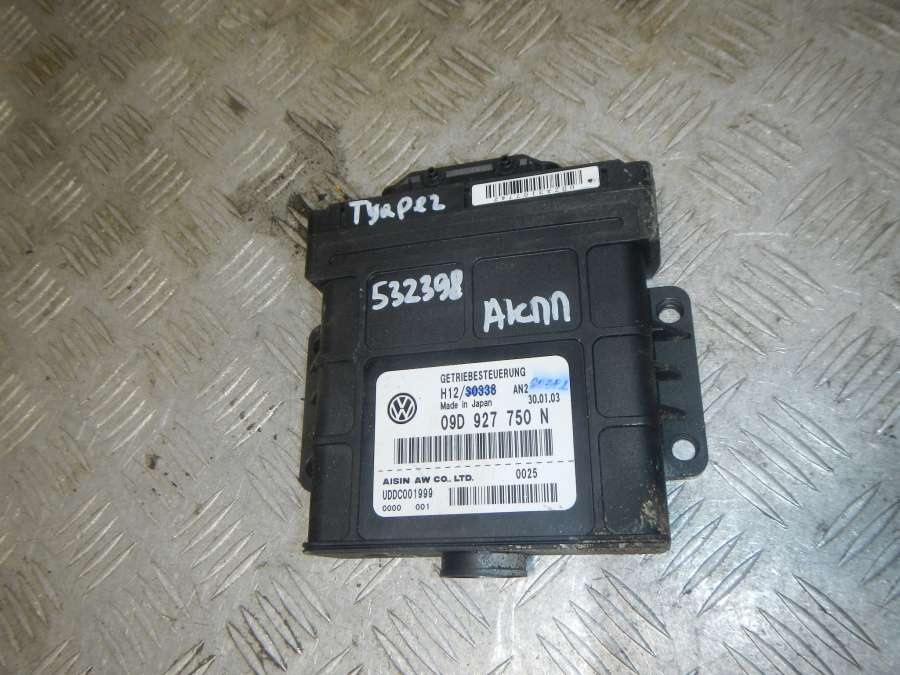 Туарег
532398
АКПП
GETRIEBESTEUERUNG
H12/S0338 AN2
Made in Japan 30.01.03
09D 927 750 N
AISIN AW CO., LTD. 0025
UDDC001999
0000 001